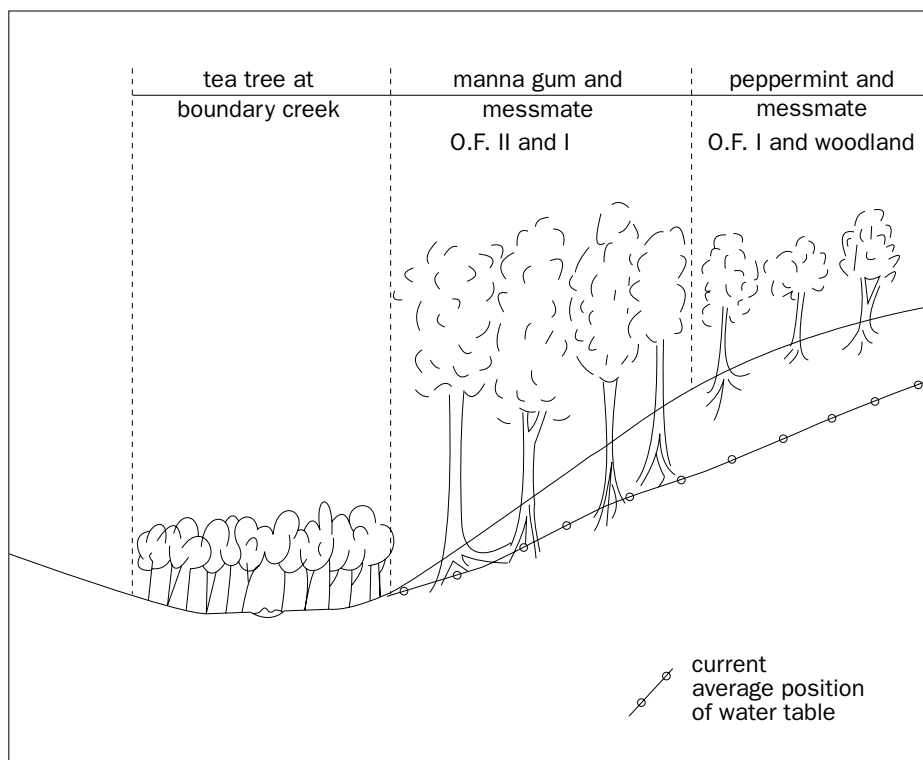 tea tree at
boundary creek
manna gum and
messmate
O.F. II and I
peppermint and
messmate
O.F. I and woodland
current
average position
of water table